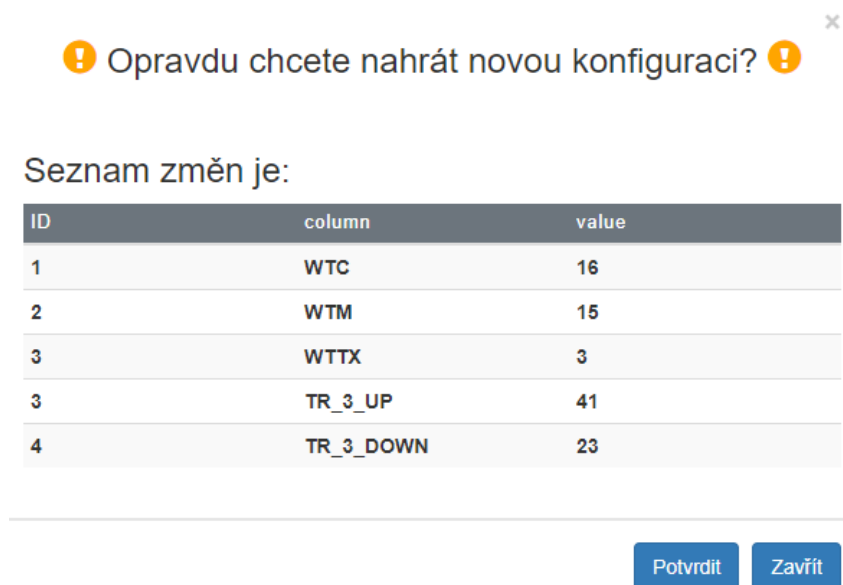 ×
! Opravdu chcete nahrát novou konfiguraci? !
Seznam změn je:
ID column value
1 WTC 16
2 WTM 15
3 WTTX 3
3 TR_3_UP 41
4 TR_3_DOWN 23
Potvrdit Zavřít